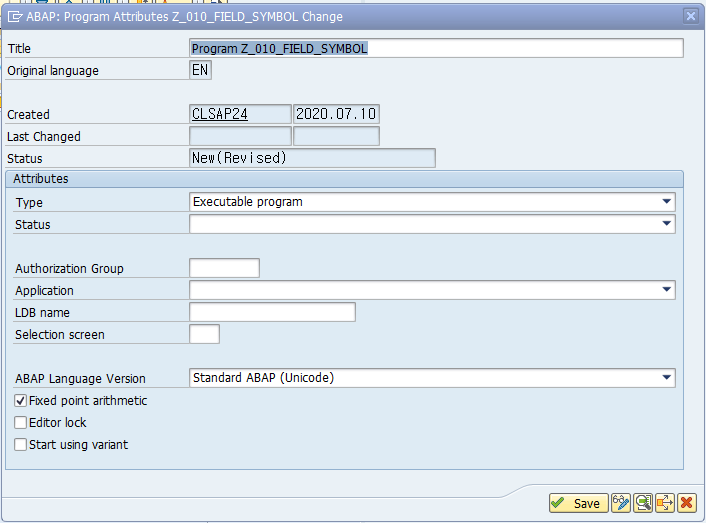 ABAP: Program Attributes Z_010_FIELD_SYMBOL Change
Title Program Z_010_FIELD_SYMBOL
Original language EN
Created CLSAP24 2020.07.10
Last Changed
Status New(Revised)
Attributes
Type Executable program
Status
Authorization Group
Application
LDB name
Selection screen
ABAP Language Version Standard ABAP (Unicode)
Fixed point arithmetic
Editor lock
Start using variant
Save